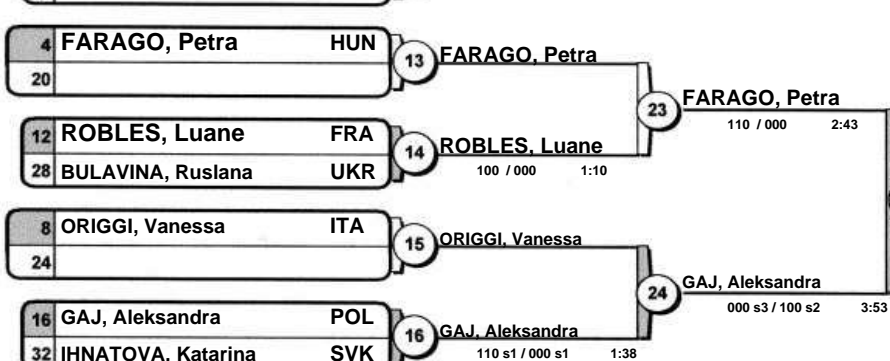 4 FARAGO, Petra HUN
20
13 FARAGO, Petra
12 ROBLES, Luane FRA
28 BULAVINA, Ruslana UKR
14 ROBLES, Luane
100 / 000 1:10
23 FARAGO, Petra
110 / 000 2:43
8 ORIGGI, Vanessa ITA
24
15 ORIGGI, Vanessa
16 GAJ, Aleksandra POL
32 IHNATOVA, Katarina SVK
16 GAJ, Aleksandra
110 s1 / 000 s1 1:38
24 GAJ, Aleksandra
000 s3 / 100 s2 3:53